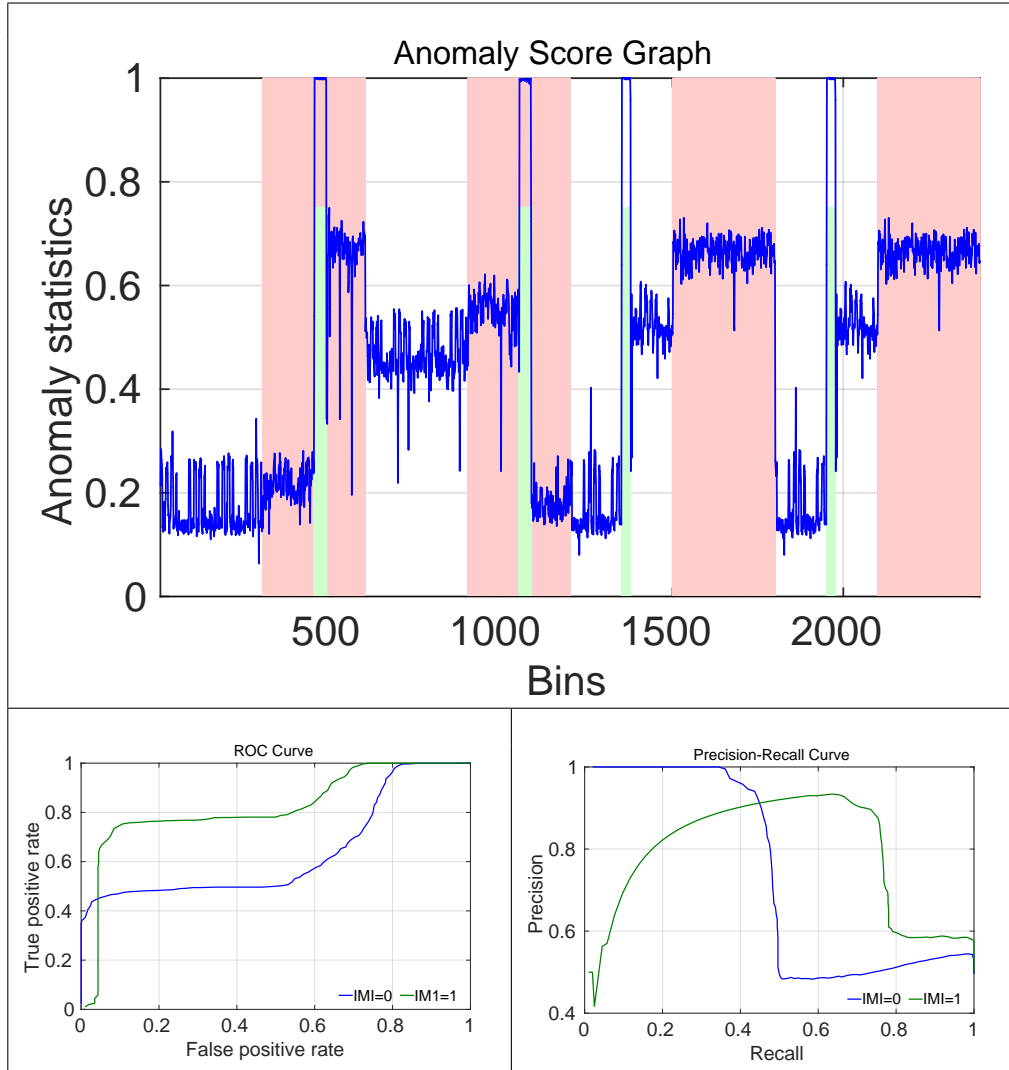 Anomaly Score Graph
1
0.8
0.6
0.4
0.2
0
Anomaly statistics
500
1000
1500
2000
Bins
ROC Curve
1
0.8
0.6
0.4
0.2
0
True positive rate
0 0.2 0.4 0.6 0.8 1
False positive rate
IMI=0 IM1=1
Precision-Recall Curve
1
0.8
0.6
0.4
Precision
0 0.2 0.4 0.6 0.8 1
Recall
IMI=0 IMI=1